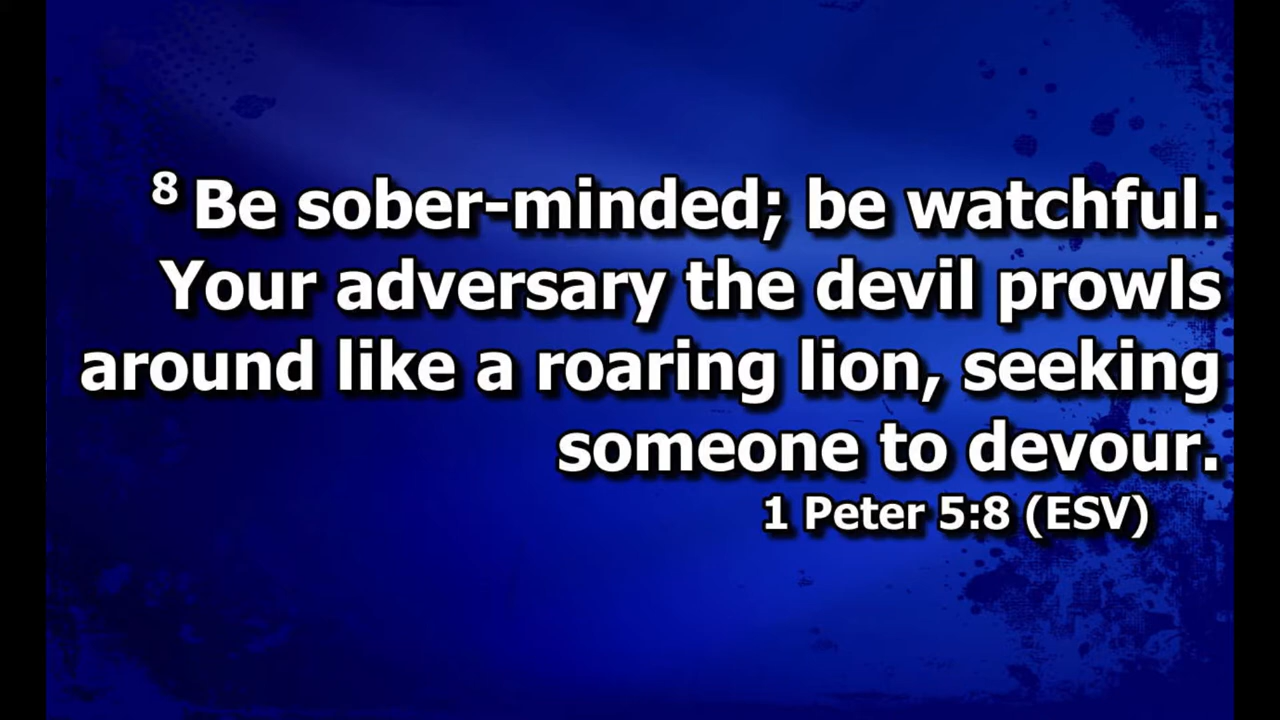 8 Be sober-minded; be watchful.
Your adversary the devil prowls
around like a roaring lion, seeking
someone to devour.
1 Peter 5:8 (ESV)